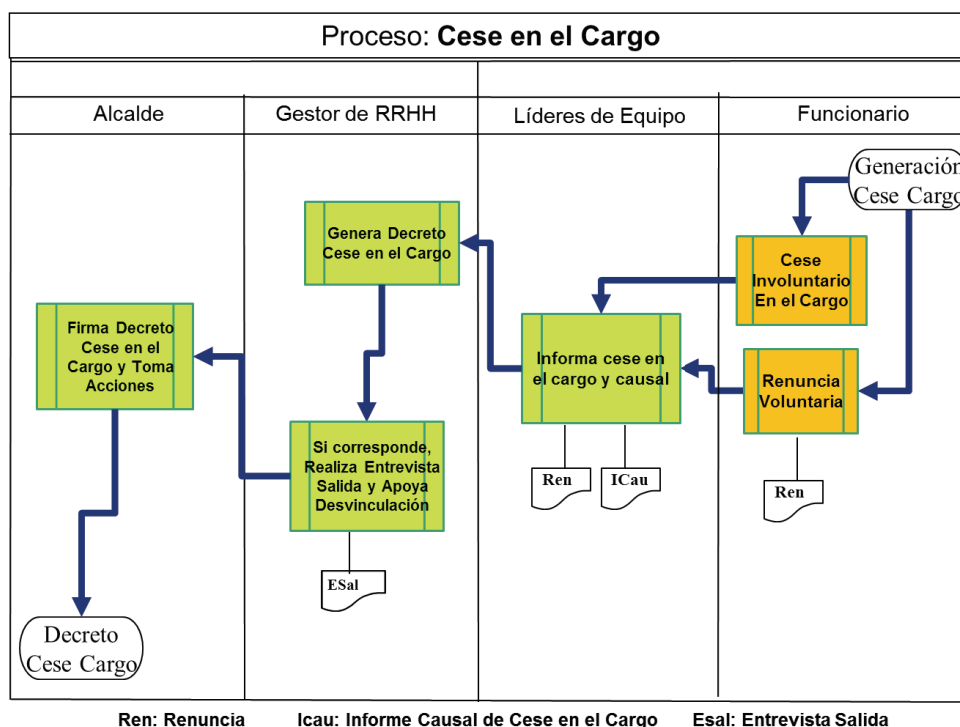 Proceso: Cese en el Cargo
Alcalde
Gestor de RRHH
Líderes de Equipo
Funcionario
Generación
Cese Cargo
Genera Decreto
Cese en el Cargo
Cese
Involuntario
En el Cargo
Firma Decreto
Cese en el
Cargo y Toma
Acciones
Informa cese en
el cargo y causal
Renuncia
Voluntaria
Si corresponde,
Realiza Entrevista
Salida y Apoya
Desvinculación
Ren
ICau
Ren
ESal
Decreto
Cese Cargo
Ren: Renuncia Icau: Informe Causal de Cese en el Cargo Esal: Entrevista Salida